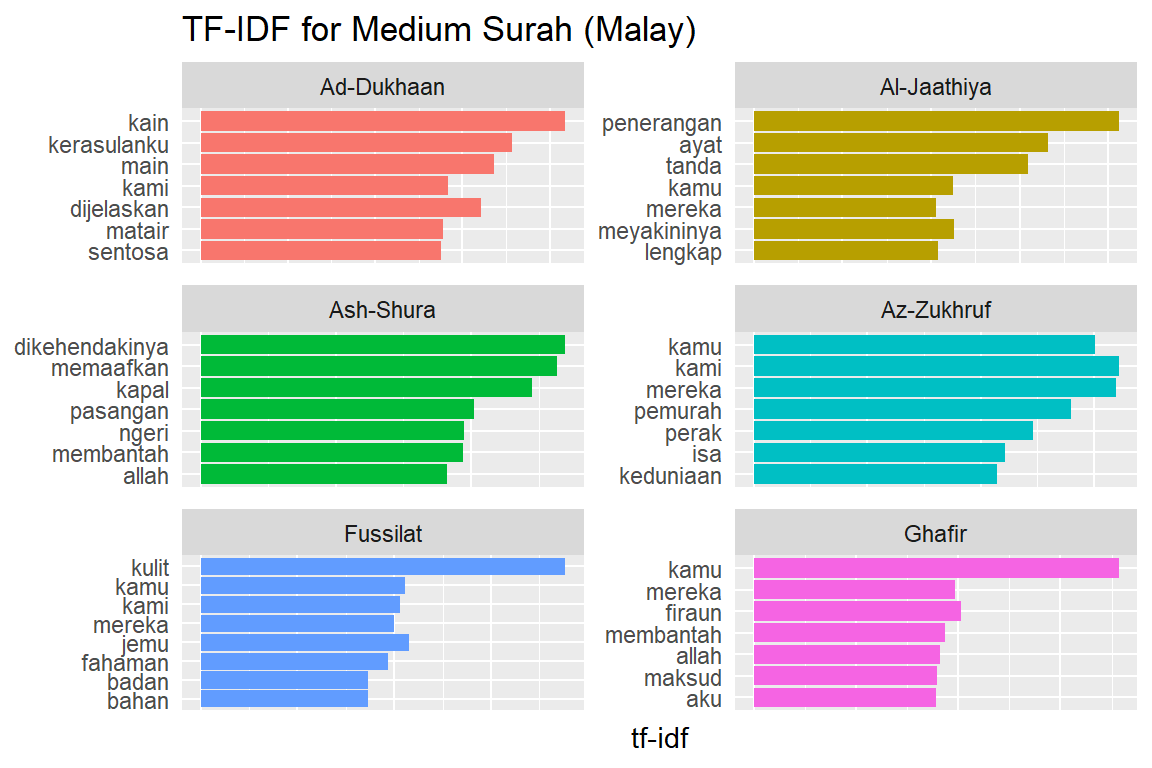 TF-IDF for Medium Surah (Malay)
Ad-Dukhaan
kain
kerasulanku
main
kami
dijelaskan
matair
sentosa
Al-Jaathiya
penerangan
ayat
tanda
kamu
mereka
meyakininya
lengkap
Ash-Shura
dikehendakinya
memaafkan
kapal
pasangan
ngeri
membantah
allah
Az-Zukhruf
kamu
kami
mereka
pemurah
perak
isa
keduniaan
Fussilat
kulit
kamu
kami
mereka
jemu
fahaman
badan
bahan
Ghafir
kamu
mereka
firaun
membantah
allah
maksud
aku
tf-idf